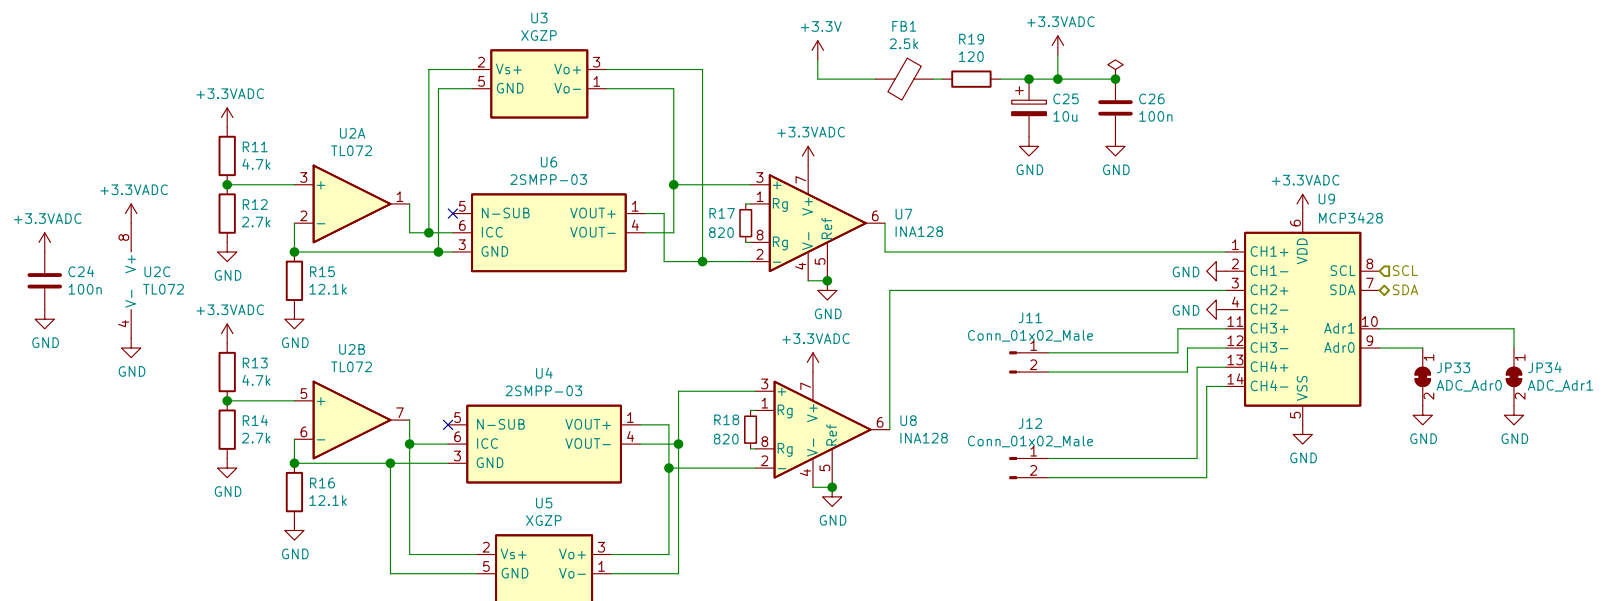 +3.3VADC
C24
100n
GND
+3.3VADC
8
V+
V-
4
U2C
TL072
GND
+3.3VADC
R11
4.7k
R12
2.7k
GND
U2A
TL072
3
+
2
−
1
R15
12.1k
GND
U3
XGZP
2
Vs+
5
GND
Vo+
3
Vo−
1
U6
2SMPP-03
5
N-SUB
6
ICC
3
GND
VOUT+
1
VOUT−
4
+3.3VADC
R13
4.7k
R14
2.7k
GND
U2B
TL072
5
+
6
−
7
R16
12.1k
GND
U4
2SMPP-03
5
N-SUB
6
ICC
3
GND
VOUT+
1
VOUT−
4
U5
XGZP
2
Vs+
5
GND
Vo+
3
Vo−
1
+3.3VADC
7
V+
3
+
1
Rg
8
Rg
2
−
R17
820
V−
4
Ref
5
6
U7
INA128
GND
+3.3VADC
7
V+
3
+
1
Rg
8
Rg
2
−
R18
820
V−
4
Ref
5
6
U8
INA128
GND
+3.3V
FB1
2.5k
R19
120
+3.3VADC
+
C25
10u
GND
C26
100n
GND
J11
Conn_01x02_Male
1
2
J12
Conn_01x02_Male
1
2
+3.3VADC
U9
MCP3428
6
VDD
1
CH1+
GND
2
CH1−
3
CH2+
GND
4
CH2−
11
CH3+
12
CH3−
13
CH4+
14
CH4−
VSS
5
GND
SCL
8
SCL
SDA
7
SDA
Adr1
10
Adr0
9
1
JP33
ADC_Adr0
2
GND
1
JP34
ADC_Adr1
2
GND